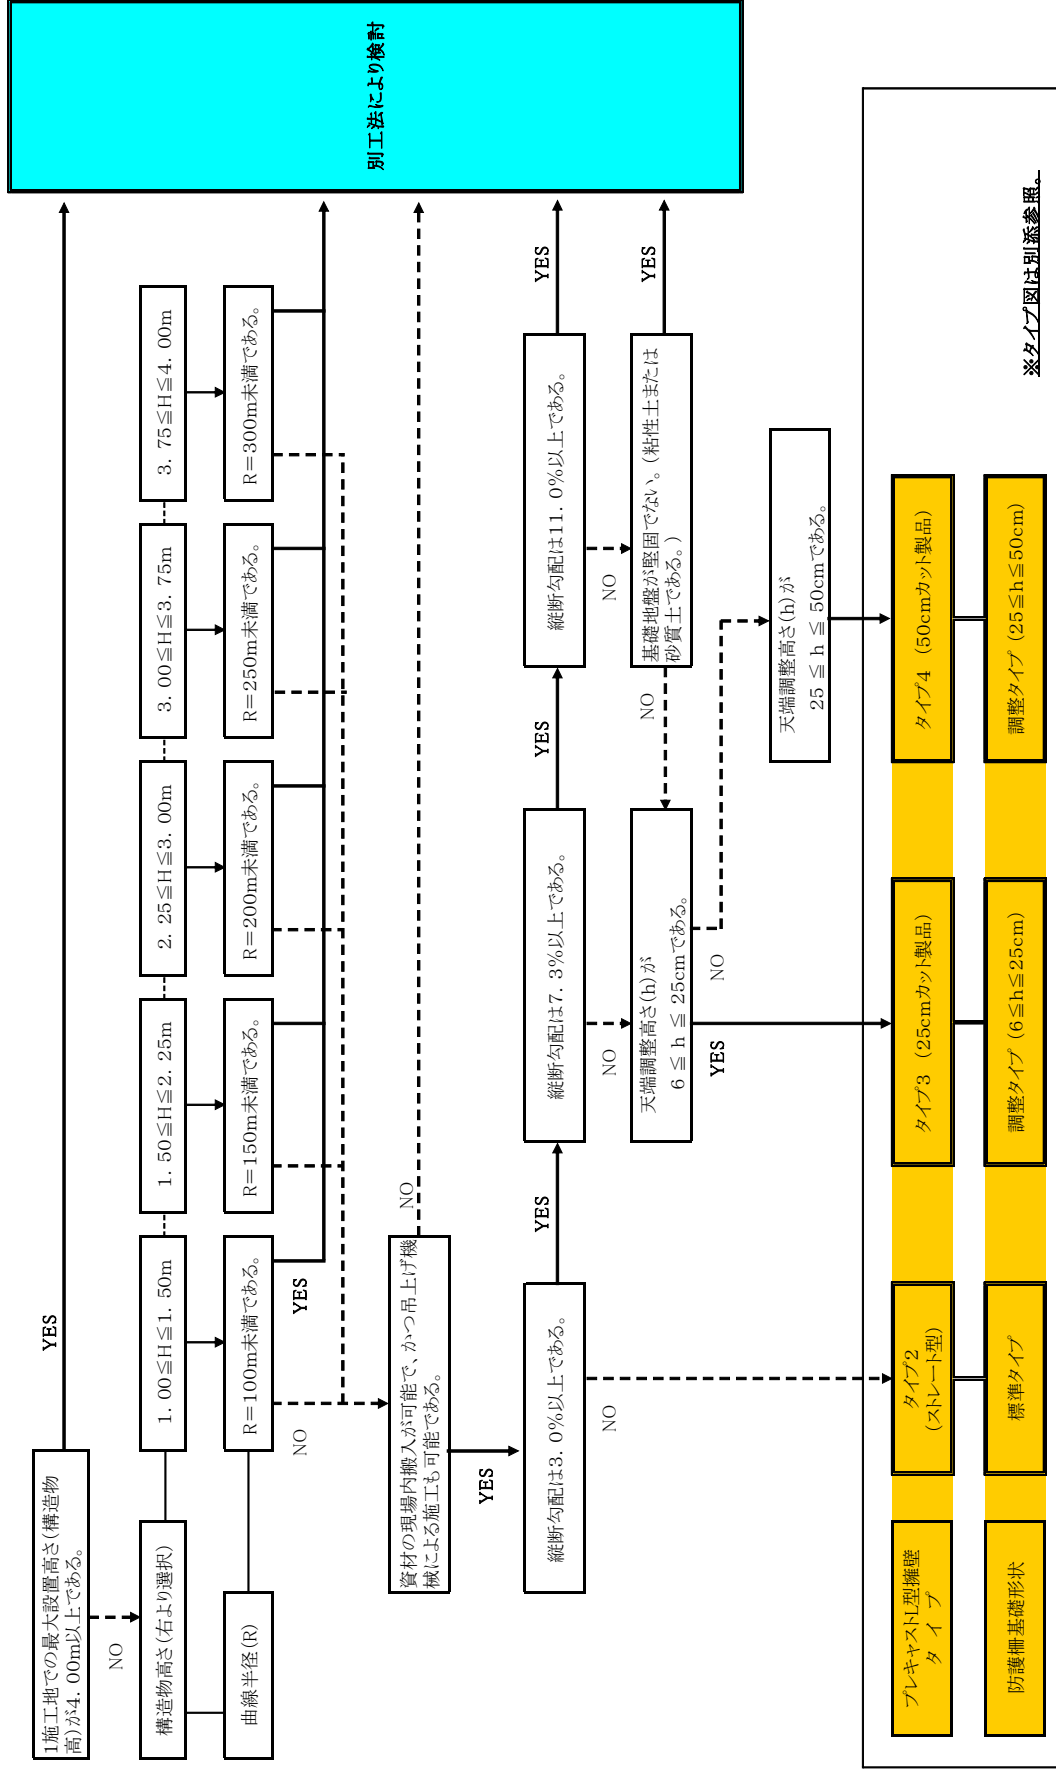 1施工地での最大設置高さ(構造物
高)が4．00m以上である。
YES
別工法により検討
NO
構造物高さ(右より選択)
1．00≦H≦1．50m
1．50≦H≦2．25m
2．25≦H≦3．00m
3．00≦H≦3．75m
3．75≦H≦4．00m
曲線半径(R)
R＝100m未満である。
R＝150m未満である。
R＝200m未満である。
R＝250m未満である。
R＝300m未満である。
NO
YES
資材の現場内搬入が可能で、かつ吊上げ機
械による施工も可能である。
NO
YES
縦断勾配は3．0%以上である。
YES
縦断勾配は7．3%以上である。
YES
縦断勾配は11．0%以上である。
YES
NO
NO
NO
天端調整高さ(h)が
6 ≦ h ≦ 25cmである。
NO
基礎地盤が堅固でない。(粘性土または
砂質土である。)
YES
YES
NO
天端調整高さ(h)が
25 ≦ h ≦ 50cmである。
プレキャストL型擁壁
タ イ プ
タイプ2
(ストレート型)
タイプ3 (25cmカット製品)
タイプ4 (50cmカット製品)
防護柵基礎形状
標準タイプ
調整タイプ (6≦h≦25cm)
調整タイプ (25≦h≦50cm)
※タイプ図は別添参照。